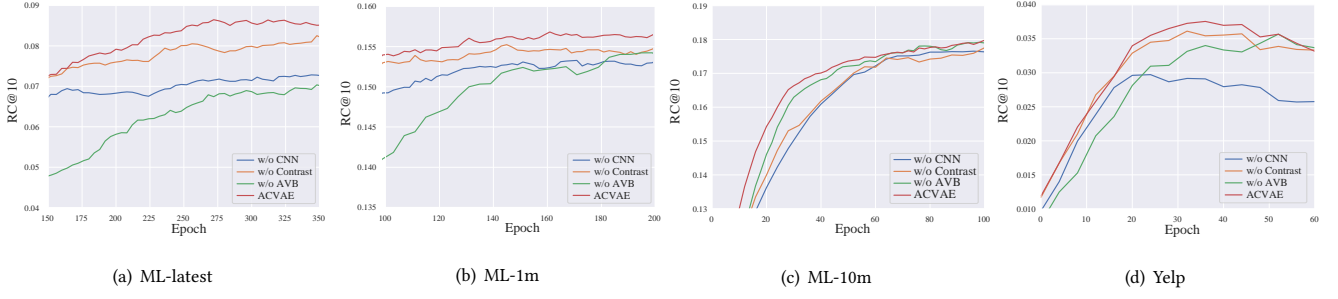 0.09
0.08
0.07
0.06
0.05
0.04
RC@10
150 175 200 225 250 275 300 325 350
Epoch
w/o CNN
w/o Contrast
w/o AVB
ACVAE
(a) ML-latest
0.160
0.155
0.150
0.145
0.140
0.135
RC@10
100 120 140 160 180 200
Epoch
w/o CNN
w/o Contrast
w/o AVB
ACVAE
(b) ML-1m
0.19
0.18
0.17
0.16
0.15
0.14
0.13
RC@10
0 20 40 60 80 100
Epoch
w/o CNN
w/o Contrast
w/o AVB
ACVAE
(c) ML-10m
0.040
0.035
0.030
0.025
0.020
0.015
0.010
RC@10
0 10 20 30 40 50 60
Epoch
w/o CNN
w/o Contrast
w/o AVB
ACVAE
(d) Yelp